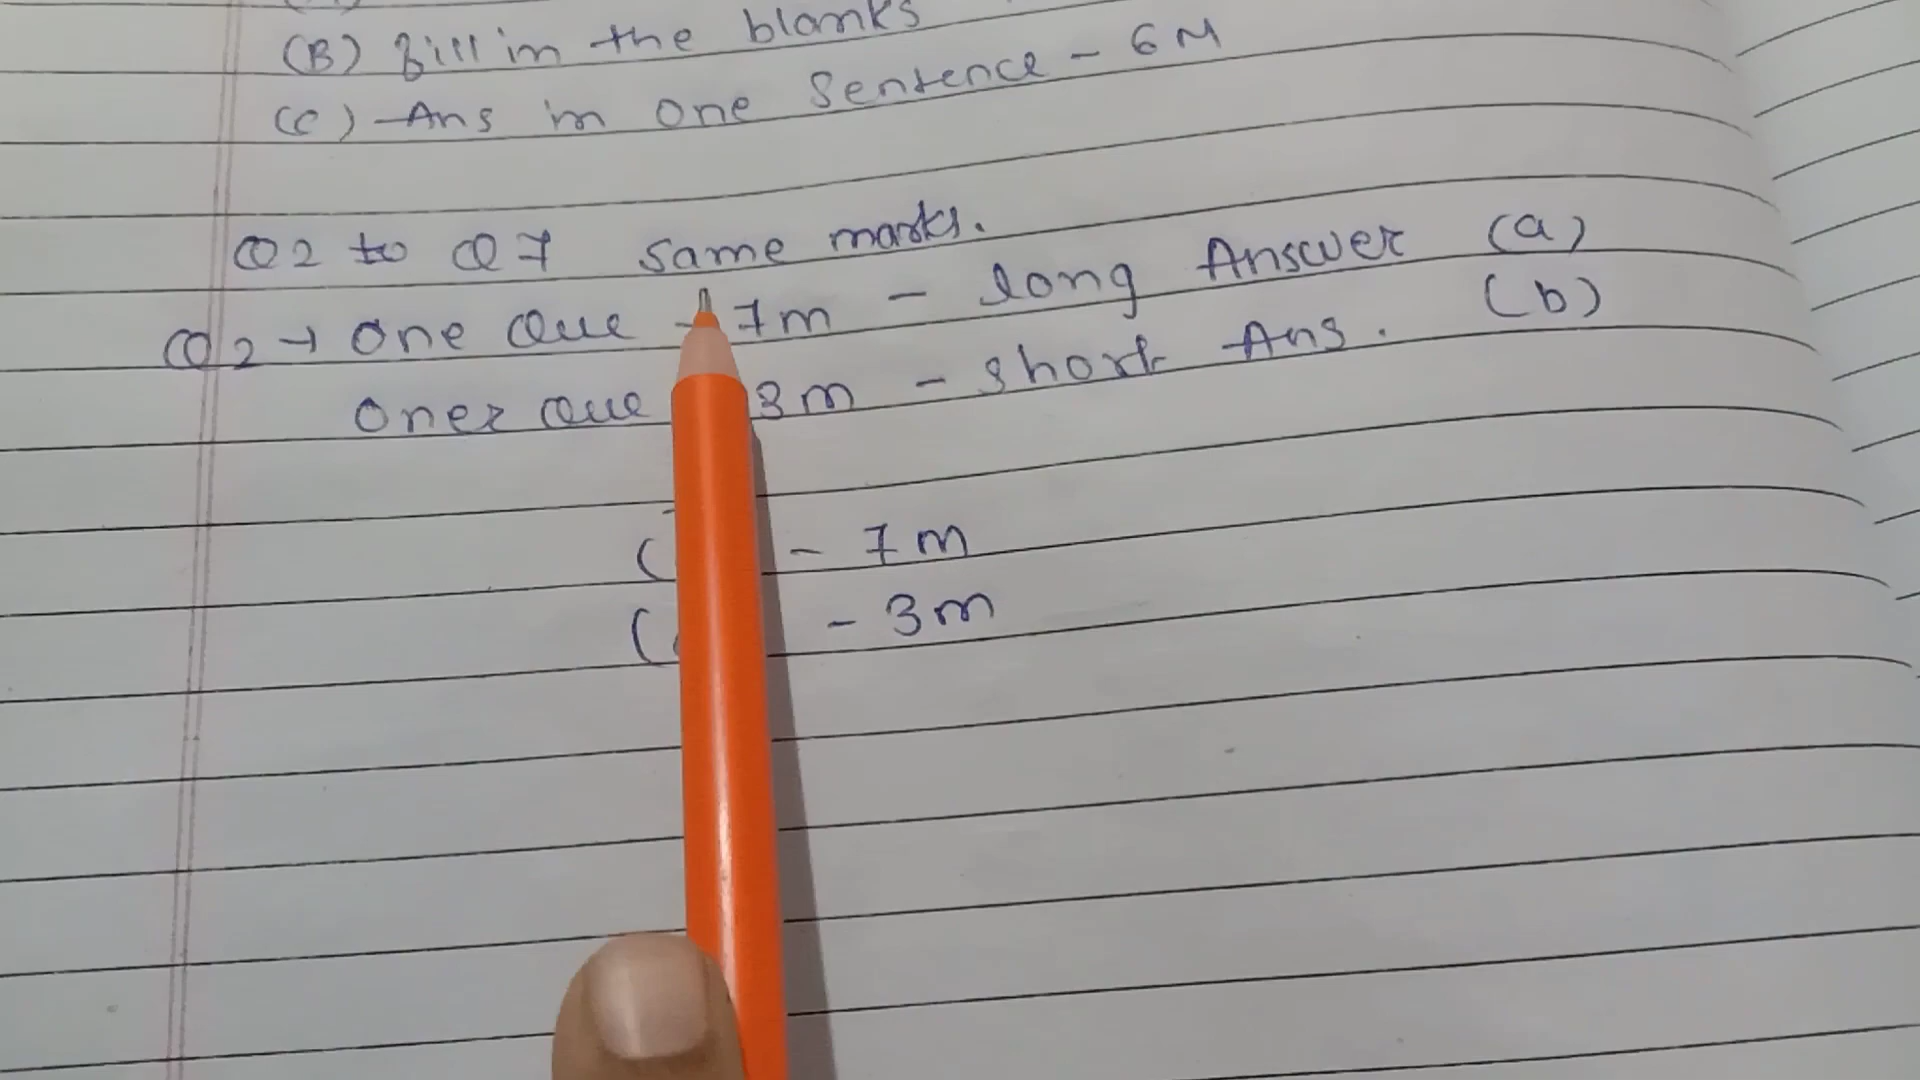 (B) fill in the blanks
(C) Ans in one Sentence - 6M
Q2 to Q7 same marks.
Q2 → One Que - 7m - long Answer (a)
One Que 3m - short Ans. (b)
( - 7m
( - 3m